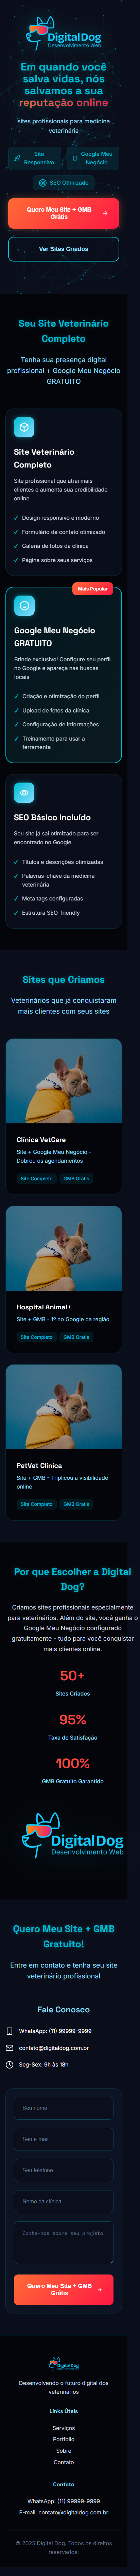 DigitalDog
Desenvolvimento Web
Em quando você
salva vidas, nós
salvamos a sua
reputação online
sites profissionais para medicina
veterinária
Site
Responsivo
Google Meu
Negócio
SEO Otimizado
Quero Meu Site + GMB
Grátis
Ver Sites Criados
Seu Site Veterinário
Completo
Tenha sua presença digital
profissional + Google Meu Negócio
GRATUITO
Site Veterinário
Completo
Site profissional que atrai mais
clientes e aumenta sua credibilidade
online
✓ Design responsivo e moderno
✓ Formulário de contato otimizado
✓ Galeria de fotos da clínica
✓ Página sobre seus serviços
Mais Popular
Google Meu Negócio
GRATUITO
Brinde exclusivo! Configure seu perfil
no Google e apareça nas buscas
locais
✓ Criação e otimização do perfil
✓ Upload de fotos da clínica
✓ Configuração de informações
✓ Treinamento para usar a
ferramenta
SEO Básico Incluído
Seu site já sai otimizado para ser
encontrado no Google
✓ Títulos e descrições otimizadas
✓ Palavras-chave da medicina
veterinária
✓ Meta tags configuradas
✓ Estrutura SEO-friendly
Sites que Criamos
Veterinários que já conquistaram
mais clientes com seus sites
Clínica VetCare
Site + Google Meu Negócio -
Dobrou os agendamentos
Site Completo
GMB Grátis
Hospital Animal+
Site + GMB - 1º no Google da região
Site Completo
GMB Grátis
PetVet Clínica
Site + GMB - Triplicou a visibilidade
online
Site Completo
GMB Grátis
Por que Escolher a Digital
Dog?
Criamos sites profissionais especialmente
para veterinários. Além do site, você ganha o
Google Meu Negócio configurado
gratuitamente - tudo para você conquistar
mais clientes online.
50+
Sites Criados
95%
Taxa de Satisfação
100%
GMB Gratuito Garantido
DigitalDog
Desenvolvimento Web
Quero Meu Site + GMB
Gratuito!
Entre em contato e tenha seu site
veterinário profissional
Fale Conosco
WhatsApp: (11) 99999-9999
contato@digitaldog.com.br
Seg-Sex: 9h às 18h
Seu nome
Seu e-mail
Seu telefone
Nome da clínica
Conte-nos sobre seu projeto
Quero Meu Site + GMB
Grátis
DigitalDog
Desenvolvendo o futuro digital dos
veterinários
Links Úteis
Serviços
Portfólio
Sobre
Contato
Contato
WhatsApp: (11) 99999-9999
E-mail: contato@digitaldog.com.br
© 2025 Digital Dog. Todos os direitos
reservados.